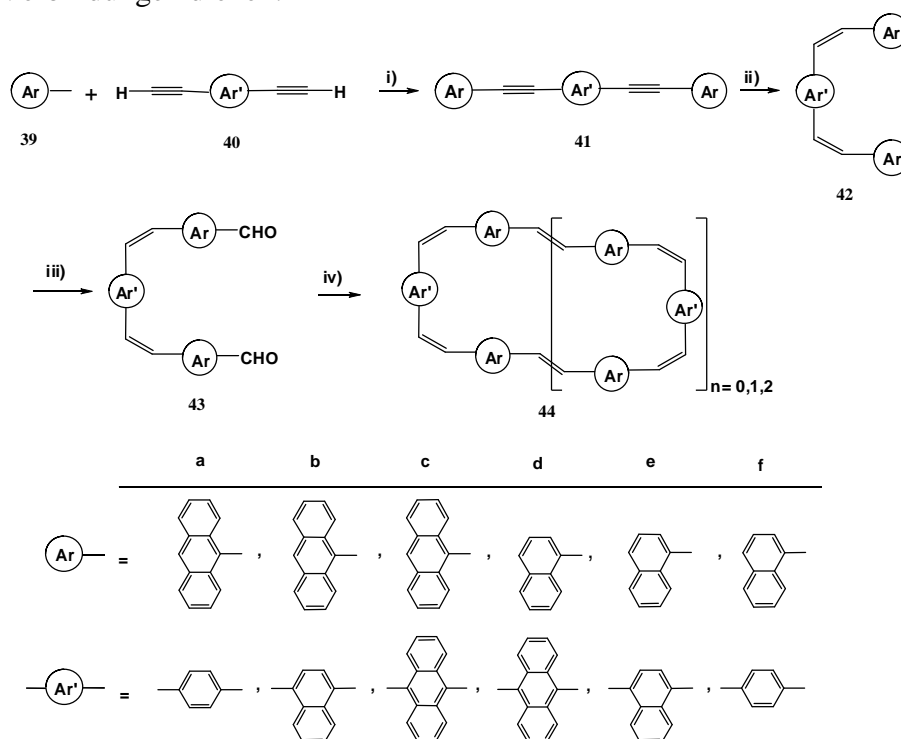 Ar + H Ar' H i) Ar Ar' Ar ii) Ar Ar' Ar
39 40 41 42
iii) Ar CHO Ar' Ar CHO iv) Ar Ar Ar' Ar' Ar Ar n= 0,1,2
43 44
a b c d e f
Ar = , , , , ,
Ar' = , , , , ,